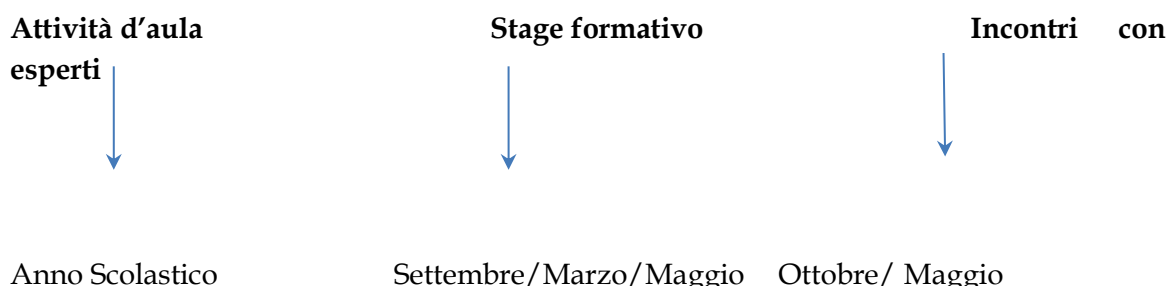 Attività d’aula Stage formativo Incontri con
esperti
Anno Scolastico Settembre/Marzo/Maggio Ottobre/ Maggio